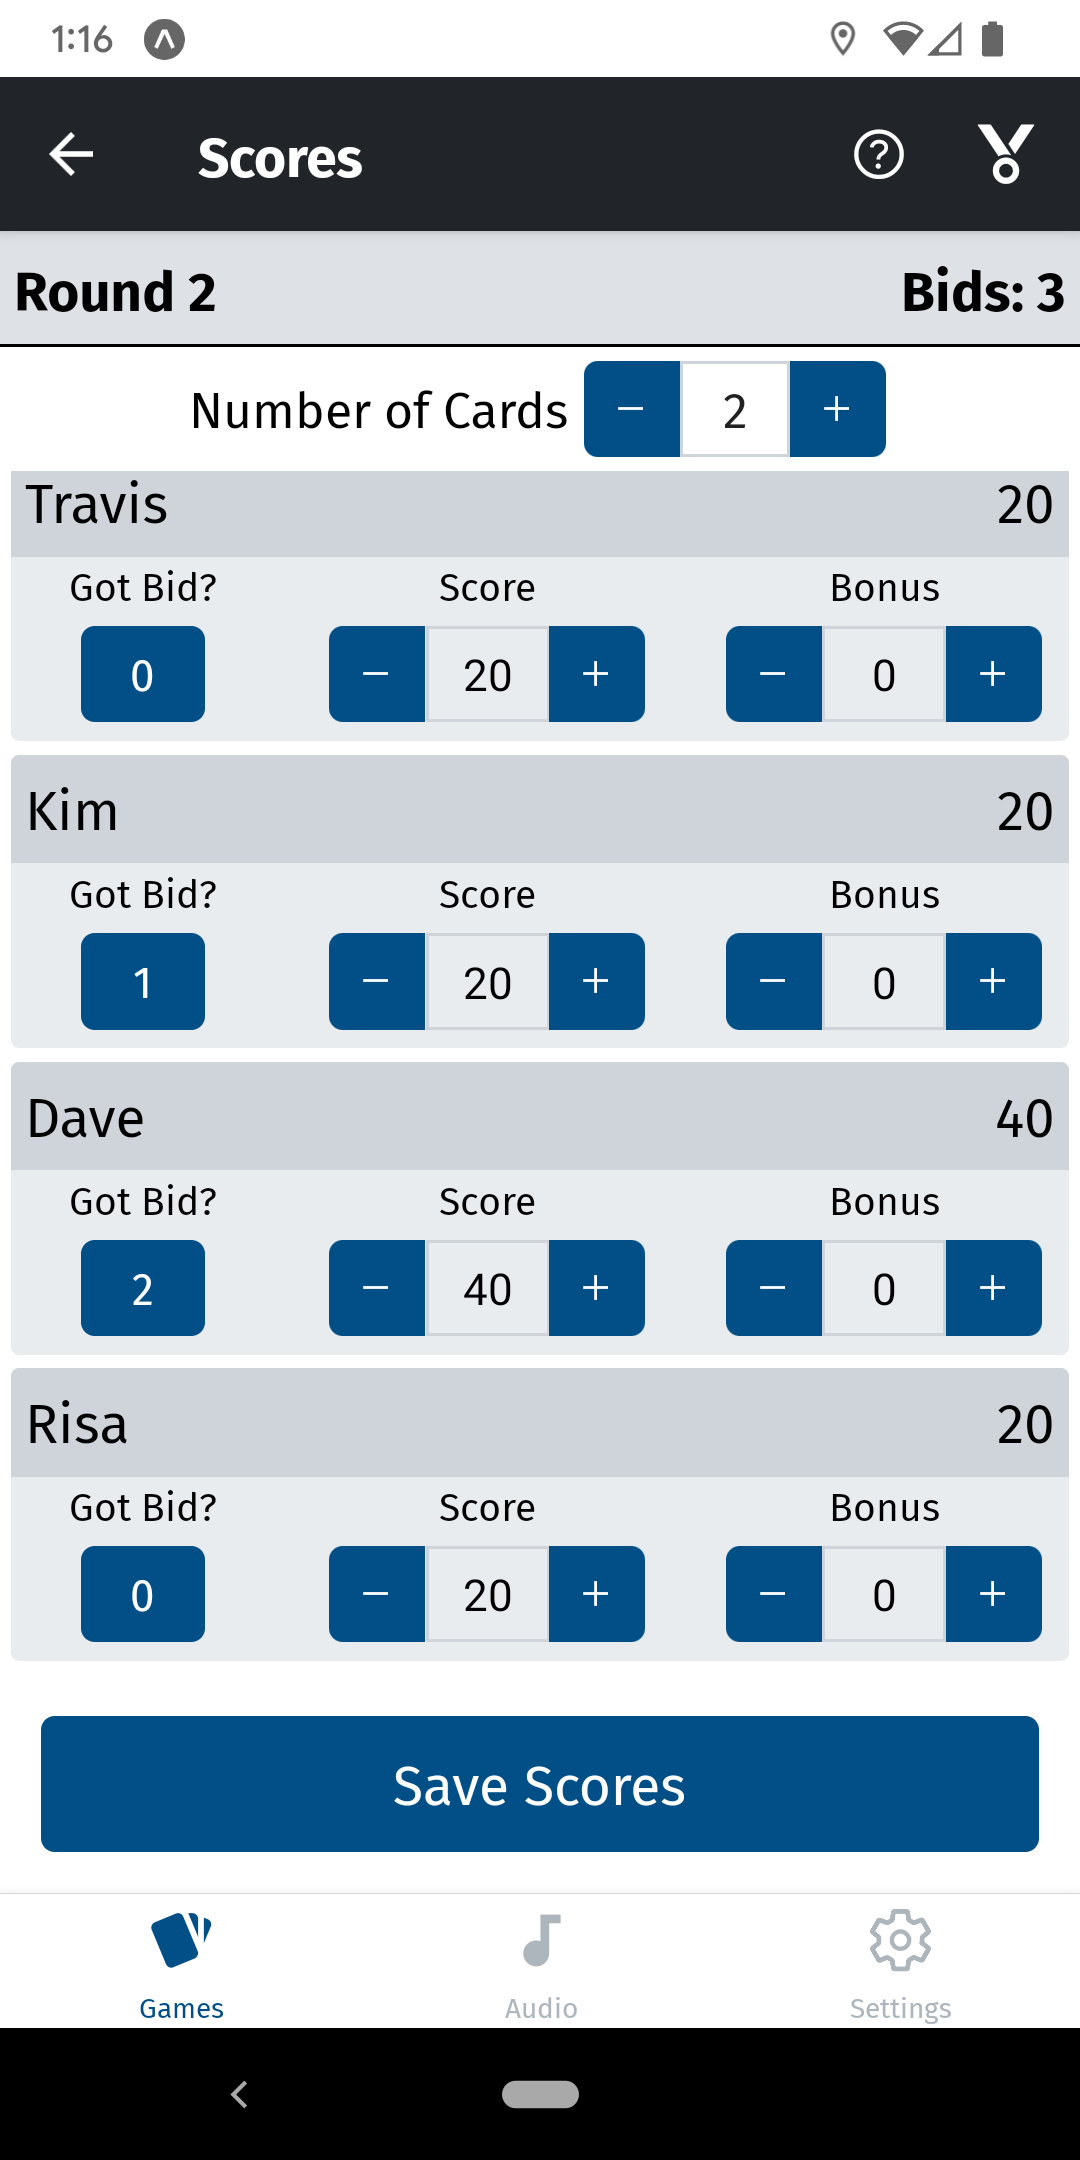 1:16
Scores
Round 2 Bids: 3
Number of Cards − 2 +
Travis 20
Got Bid? Score Bonus
0 − 20 + − 0 +
Kim 20
Got Bid? Score Bonus
1 − 20 + − 0 +
Dave 40
Got Bid? Score Bonus
2 − 40 + − 0 +
Risa 20
Got Bid? Score Bonus
0 − 20 + − 0 +
Save Scores
Games Audio Settings